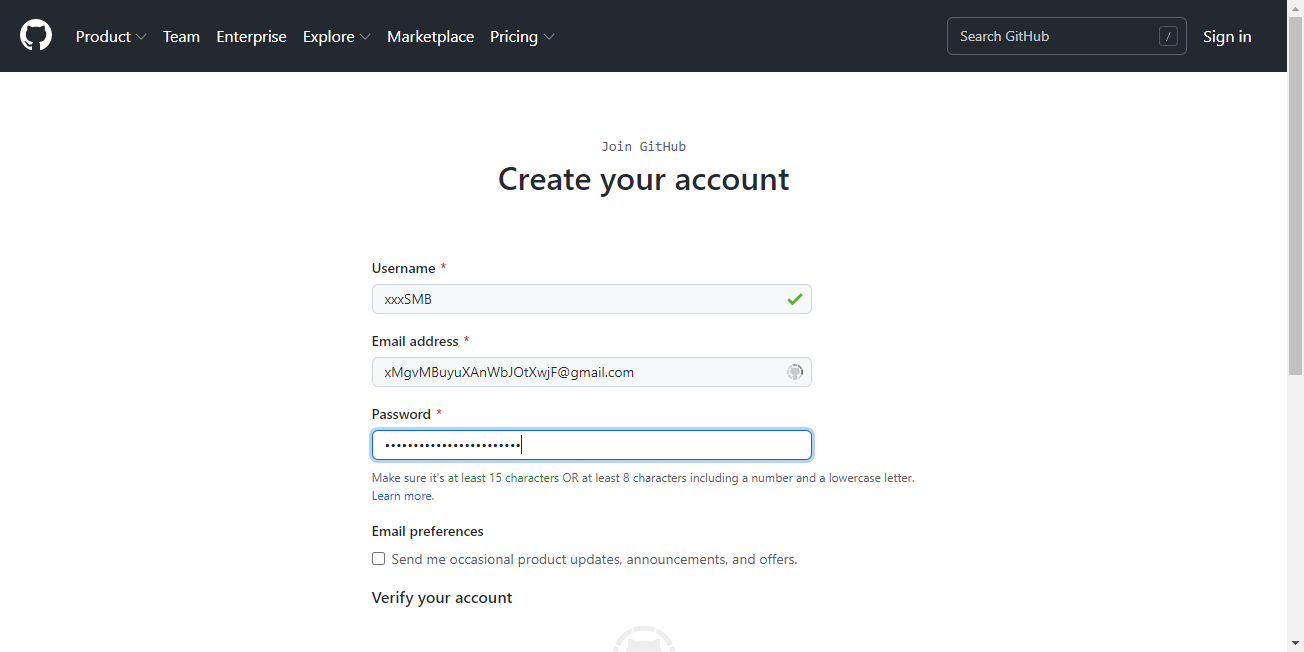 Product Team Enterprise Explore Marketplace Pricing Search GitHub / Sign in
Join GitHub
Create your account
Username *
xxxSMB
Email address *
xMgvMBuyuXAnWbJOtXwjF@gmail.com
Password *
••••••••••••••••••••••••
Make sure it's at least 15 characters OR at least 8 characters including a number and a lowercase letter.
Learn more.
Email preferences
Send me occasional product updates, announcements, and offers.
Verify your account